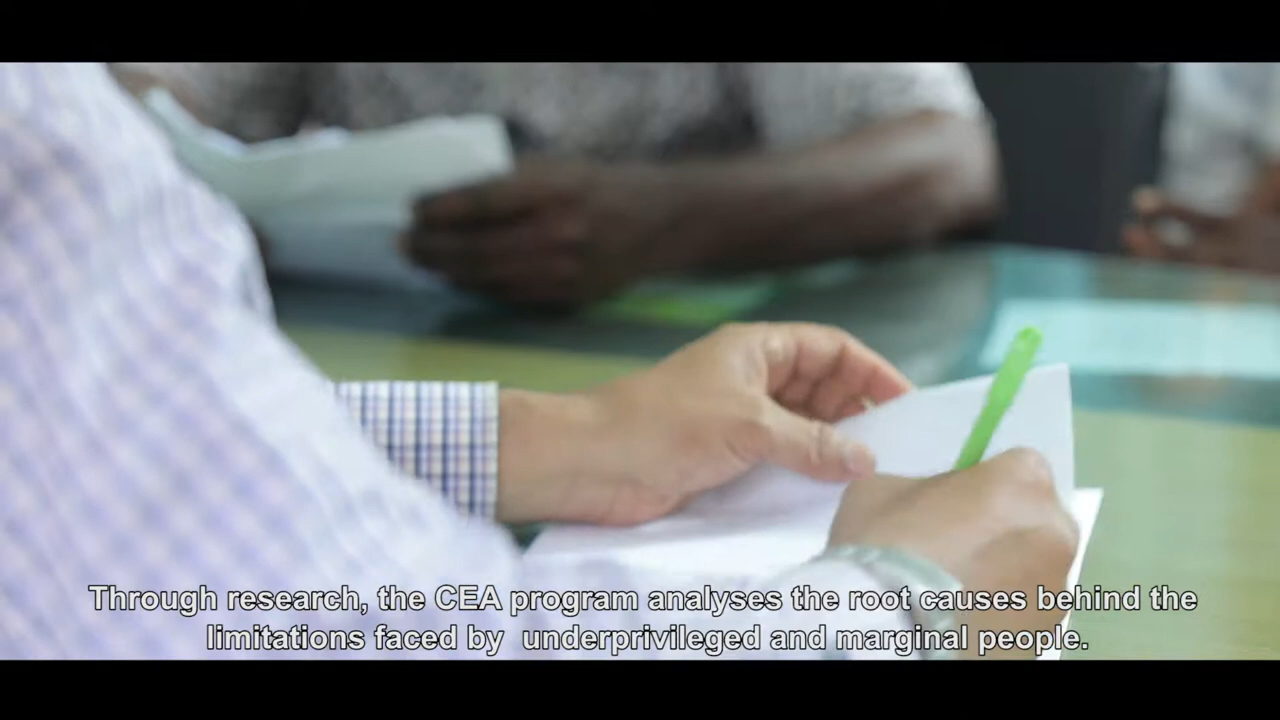 Through research, the CEA program analyses the root causes behind the
limitations faced by  underprivileged and marginal people.